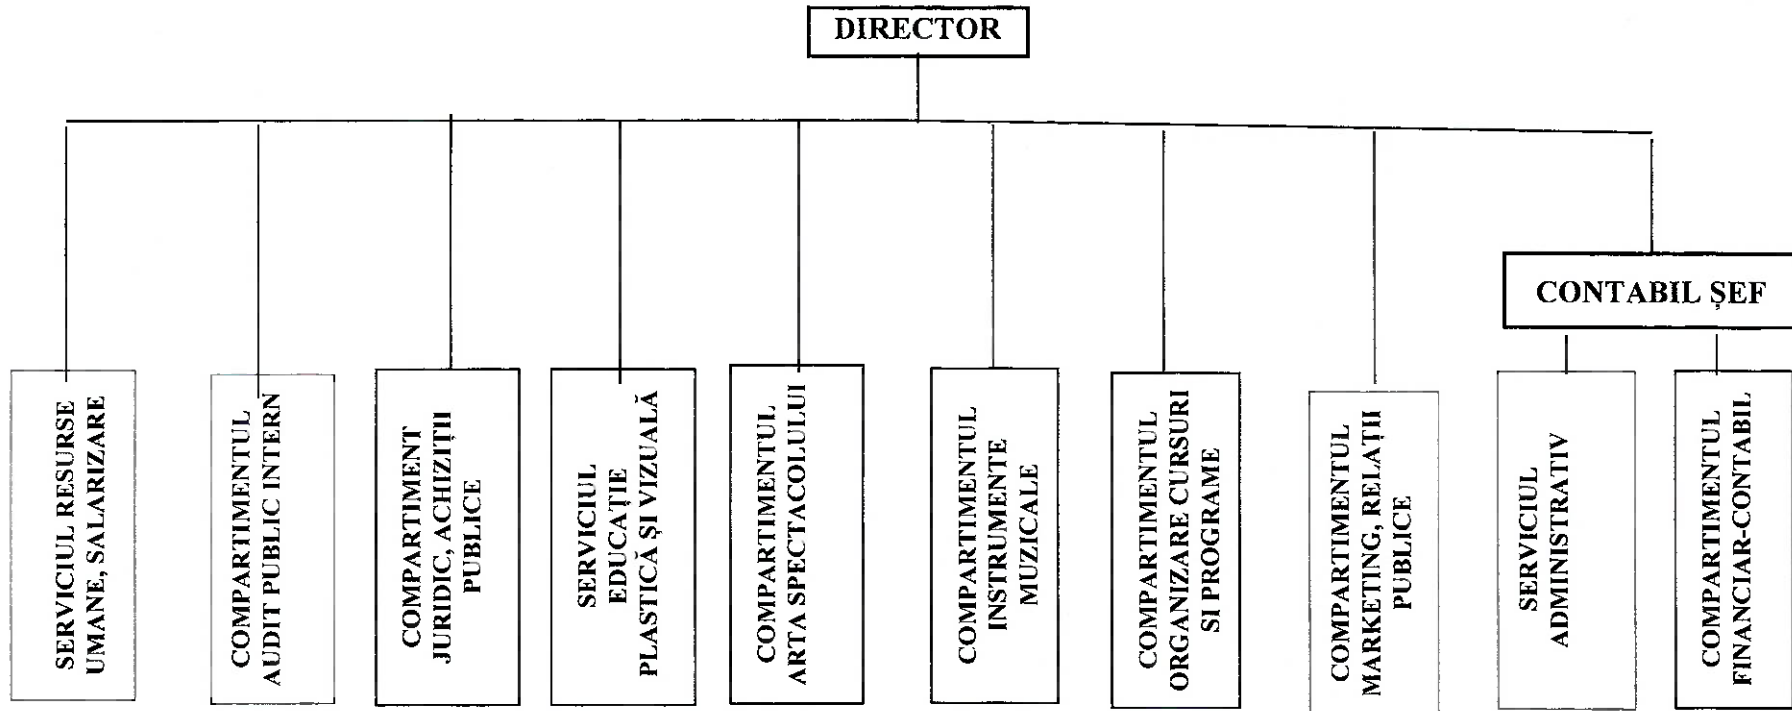 DIRECTOR
CONTABIL ȘEF
SERVICIUL RESURSE
UMANE, SALARIZARE
COMPARTIMENTUL
AUDIT PUBLIC INTERN
COMPARTIMENT
JURIDIC, ACHIZIȚII
PUBLICE
SERVICIUL
EDUCAȚIE
PLASTICĂ ȘI VIZUALĂ
COMPARTIMENTUL
ARTA SPECTACOLULUI
COMPARTIMENTUL
INSTRUMENTE
MUZICALE
COMPARTIMENTUL
ORGANIZARE CURSURI
SI PROGRAME
COMPARTIMENTUL
MARKETING, RELAȚII
PUBLICE
SERVICIUL
ADMINISTRATIV
COMPARTIMENTUL
FINANCIAR-CONTABIL